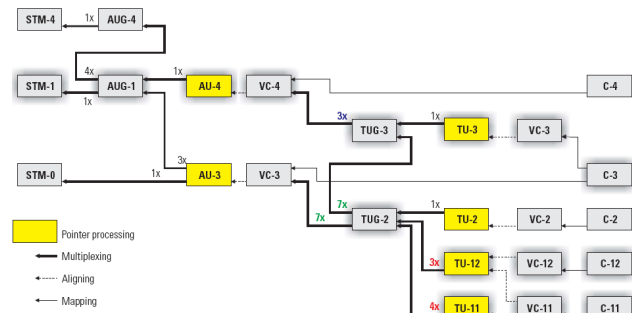 STM-4
1x
AUG-4
4x
1x
STM-1
AUG-1
AU-4
VC-4
C-4
1x
3x
1x
TUG-3
TU-3
VC-3
3x
STM-0
1x
AU-3
VC-3
C-3
7x
1x
7x
TUG-2
TU-2
VC-2
C-2
Pointer processing
Multiplexing
3x
TU-12
VC-12
C-12
Aligning
Mapping
4x
TU-11
VC-11
C-11